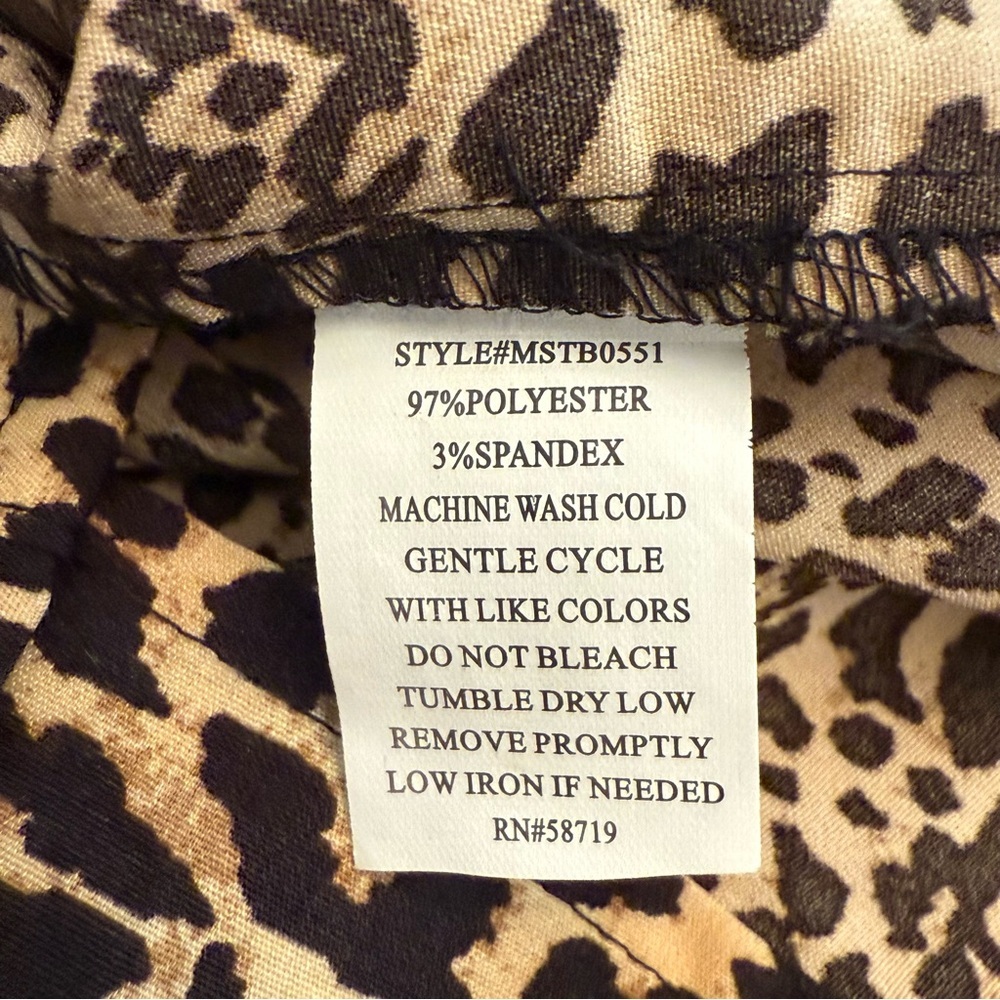 STYLE#MSTB0551
97%POLYESTER
3%SPANDEX
MACHINE WASH COLD
GENTLE CYCLE
WITH LIKE COLORS
DO NOT BLEACH
TUMBLE DRY LOW
REMOVE PROMPTLY
LOW IRON IF NEEDED
RN#58719